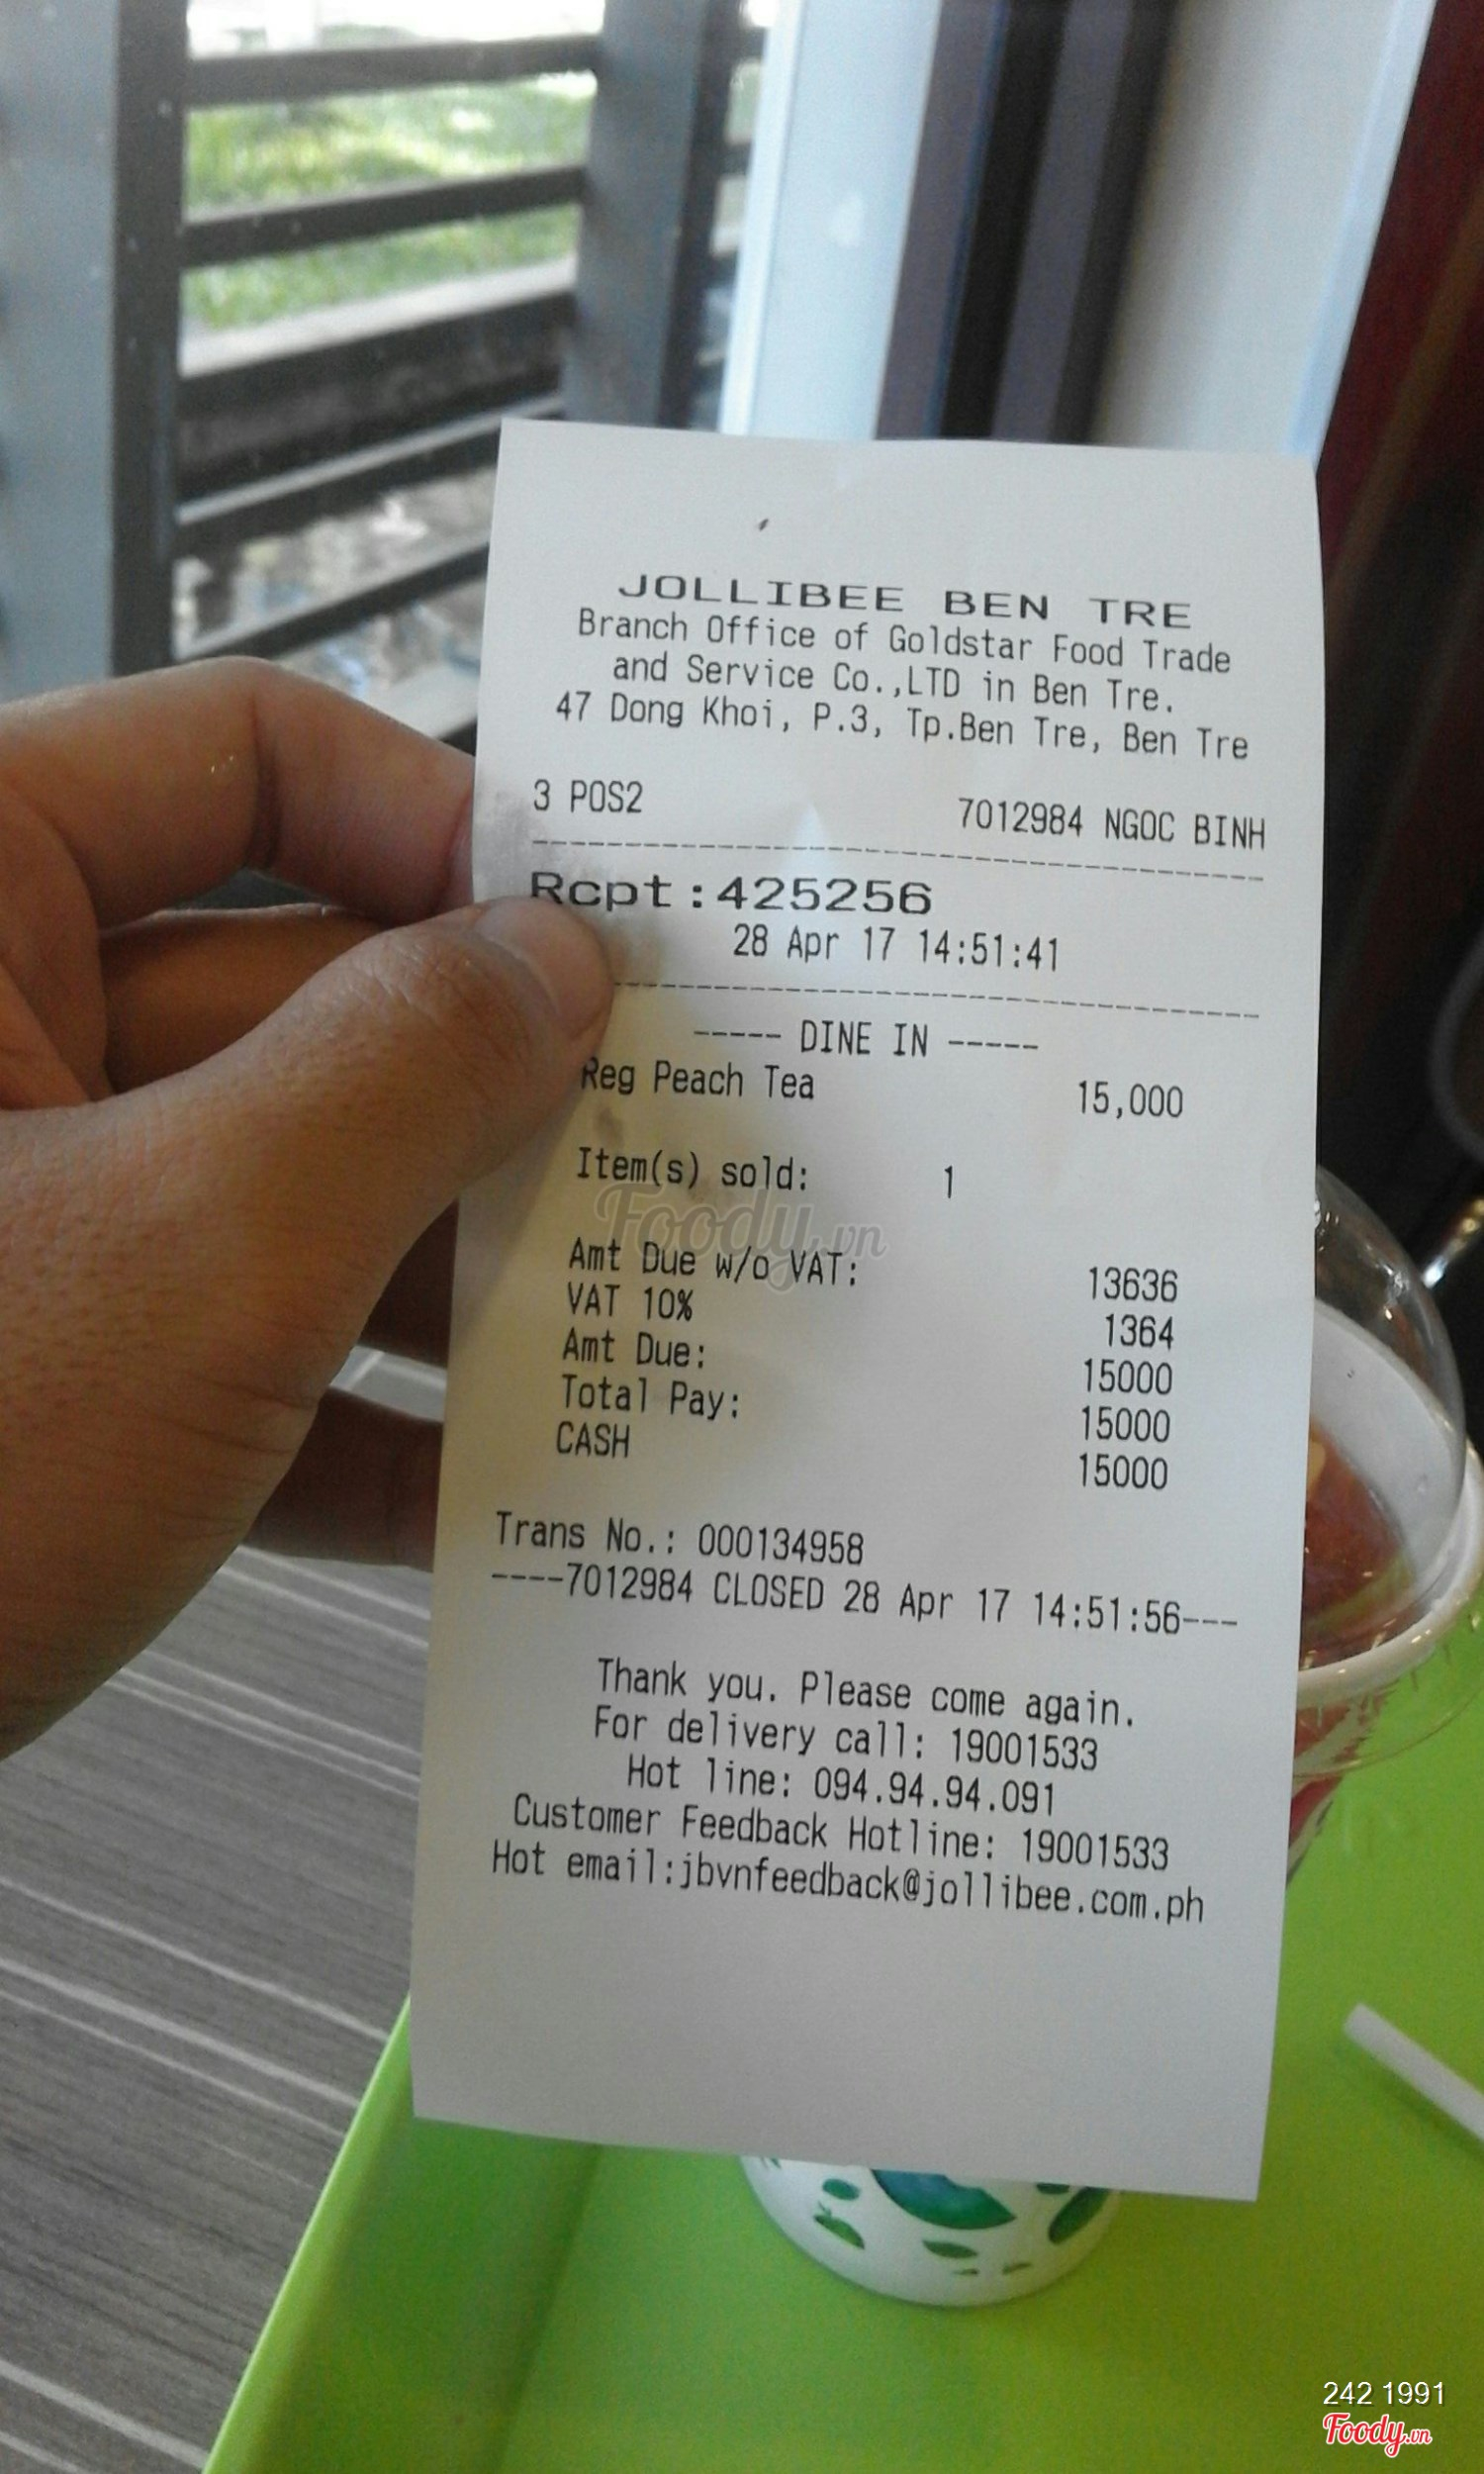 JOLLIBEE BEN TRE
Branch Office of Goldstar Food Trade
and Service Co.,LTD in Ben Tre.
47 Dong Khoi, P.3, Tp.Ben Tre, Ben Tre
3 POS2 7012984 NGOC BINH
Rcpt:425256
28 Apr 17 14:51:41
----- DINE IN -----
Reg Peach Tea 15,000
Item(s) sold: 1
Foody.vn
Amt Due w/o VAT: 13636
VAT 10% 1364
Amt Due: 15000
Total Pay: 15000
CASH 15000
Trans No.: 000134958
----7012984 CLOSED 28 Apr 17 14:51:56---
Thank you. Please come again.
For delivery call: 19001533
Hot line: 094.94.94.091
Customer Feedback Hotline: 19001533
Hot email:jbvnfeedback@jollibee.com.ph
242 1991
Foody.vn